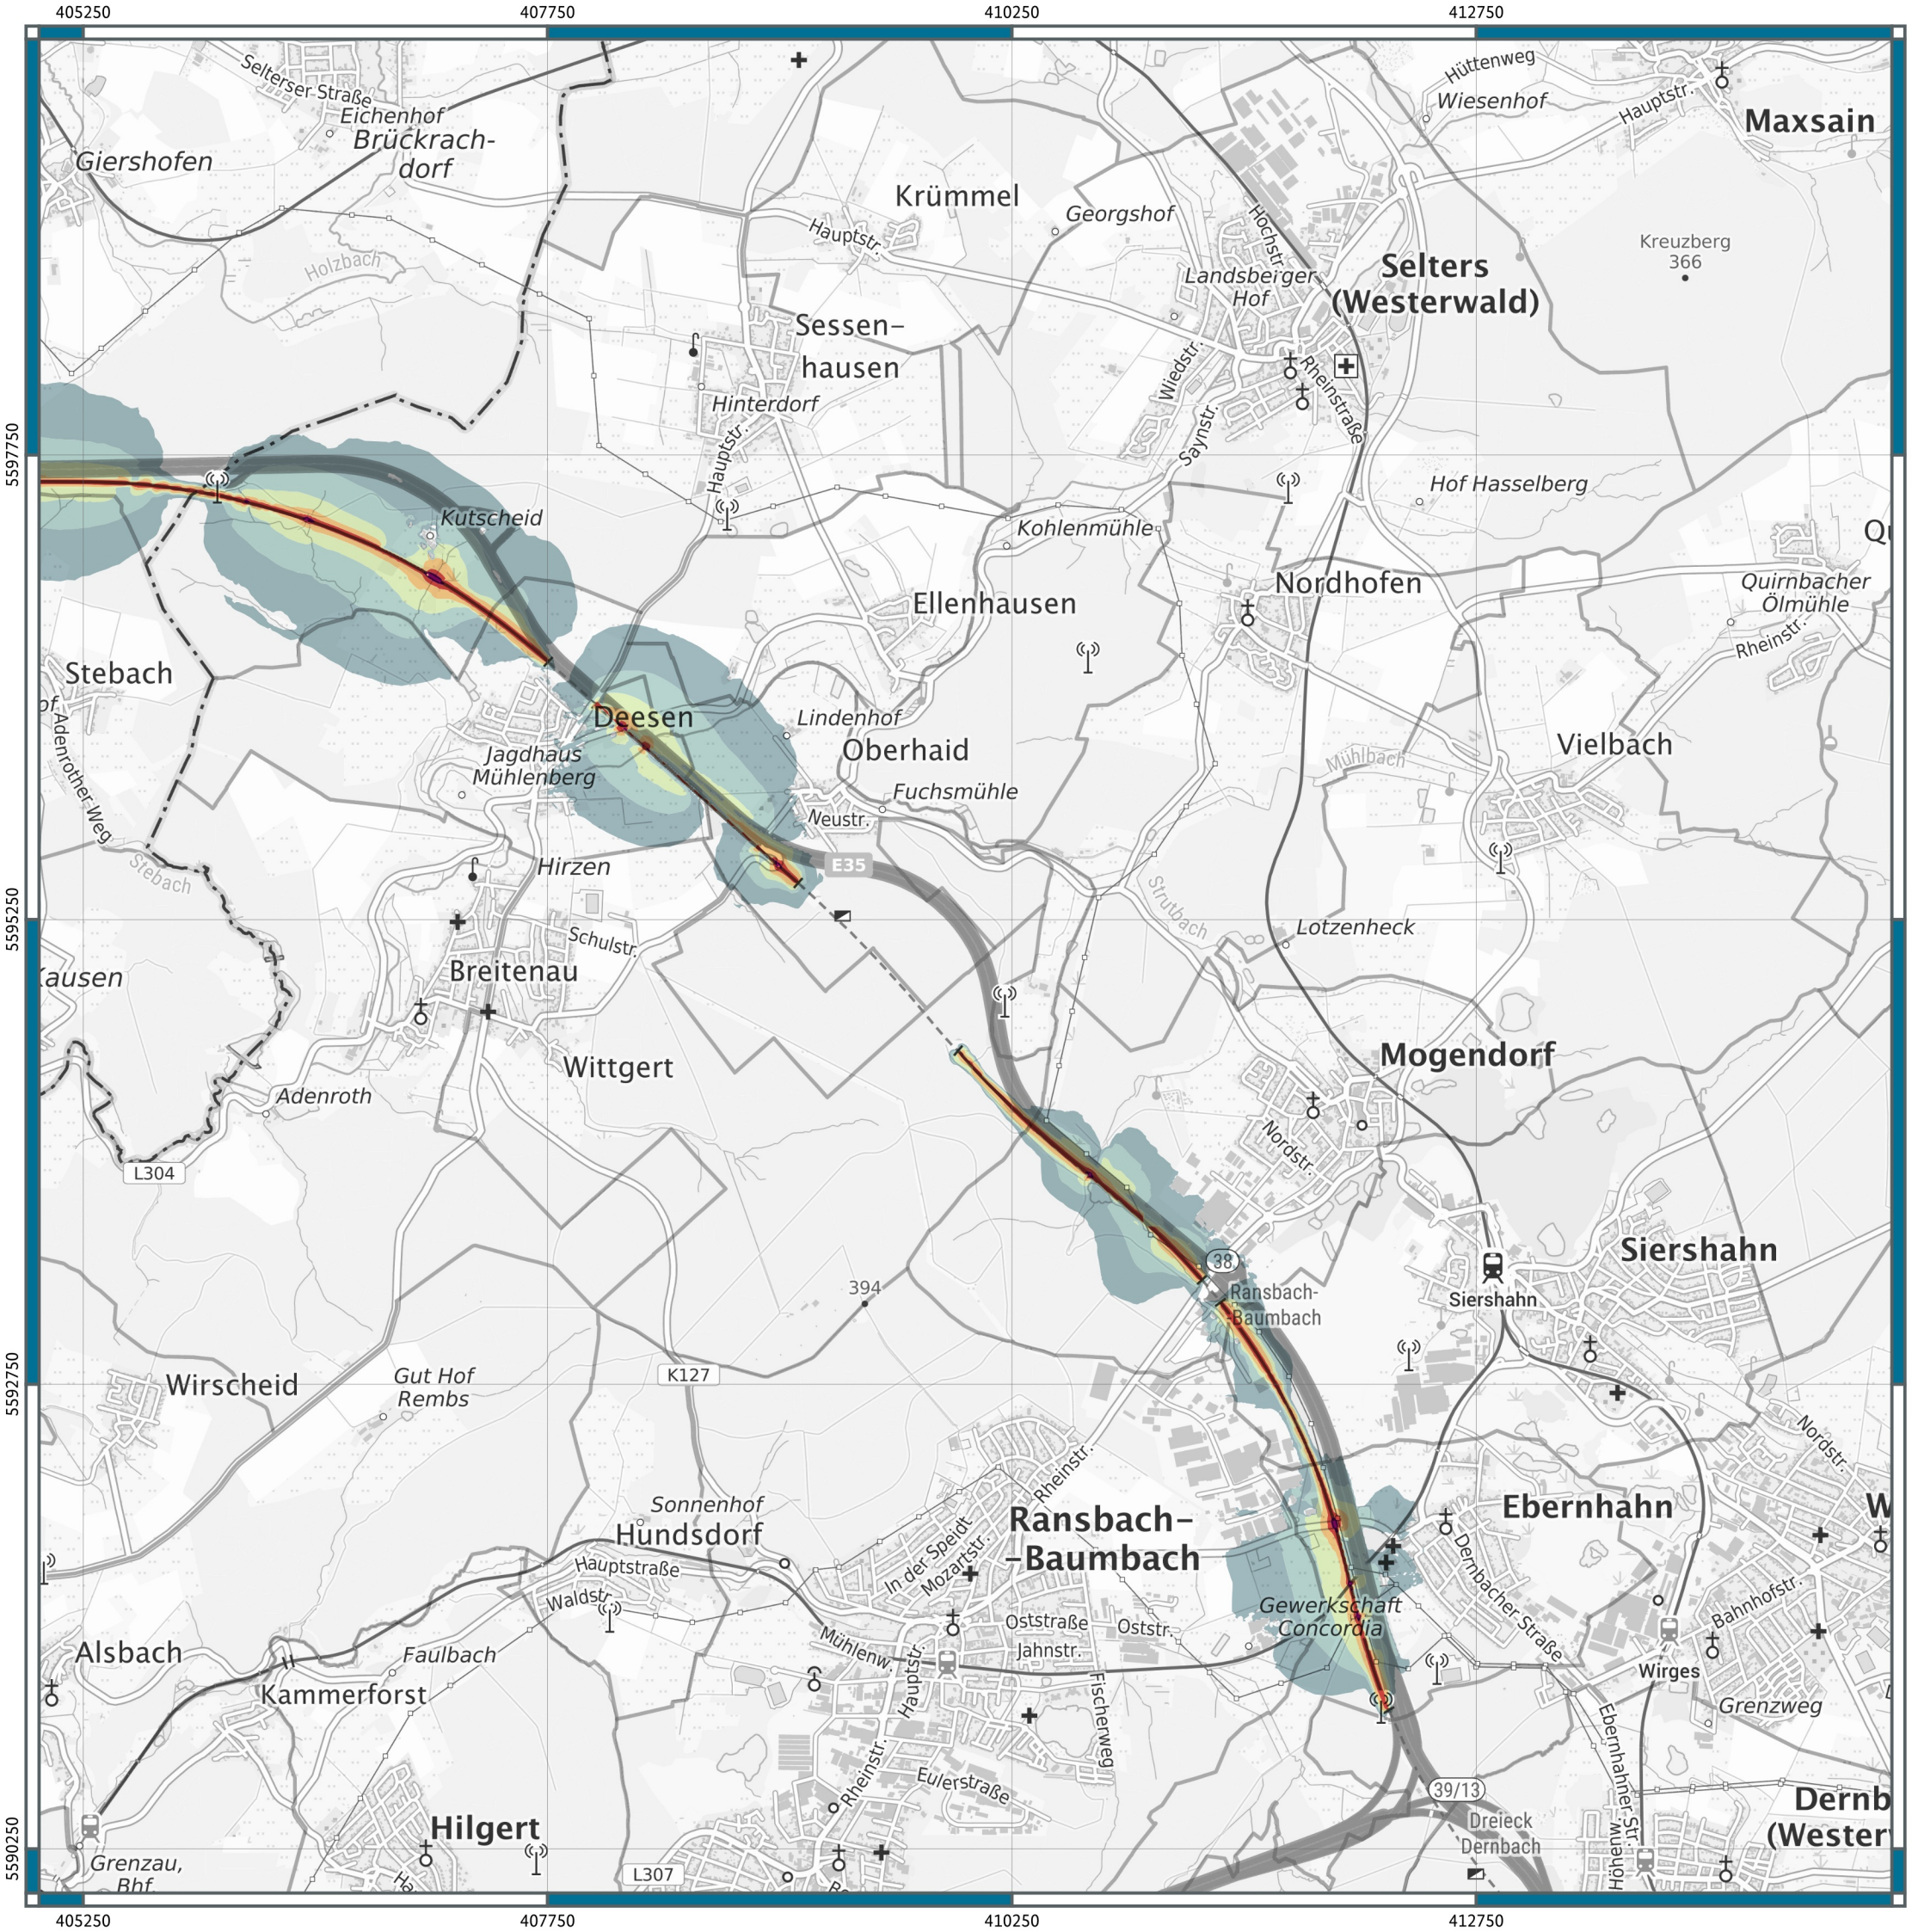 405250
407750
410250
412750
Selterser Straße
Eichenhof
Brückrach-
dorf
Giershofen
Holzbach
Krümmel
Hauptstr.
Georgshof
Hüttenweg
Wiesenhof
Hauptstr.
Maxsain
Kreuzberg
366
Hochstr.
Landsberger
Hof
Selters
(Westerwald)
Sessen-
hausen
Hinterdorf
Hauptstr.
Wiedstr.
Saynstr.
Rheinstraße
5597750
Kutscheid
Kohlenmühle
Hof Hasselberg
Nordhofen
Quirnbacher
Ölmühle
Rheinstr.
Ellenhausen
Stebach
Adenrother Weg
Stebach
Deesen
Jagdhaus
Mühlenberg
Lindenhof
Oberhaid
Fuchsmühle
Neustr.
E35
Mühlbach
Vielbach
5595250
Hirzen
Schulstr.
Breitenau
Wittgert
Strutbach
Lotzenheck
Adenroth
L304
Mogendorf
Nordstr.
38
Ransbach-
-Baumbach
Siershahn
Siershahn
394
5592750
Wirscheid
Gut Hof
Rembs
K127
Rheinstr.
Nordstr.
Sonnenhof
Hundsdorf
Hauptstraße
Waldstr.
In der Speidt
Mozartstr.
Ransbach-
-Baumbach
Ebernhahn
Dernbacher Straße
Gewerkschaft
Concordia
Oststraße
Oststr.
Jahnstr.
Mühlenw.
Hauptstr.
Fischerweg
Bahnhofstr.
Wirges
Grenzweg
Alsbach
Faulbach
Kammerforst
Rheinstr.
Eulerstraße
Ebernhahner Str.
39/13
Dreieck
Dernbach
5590250
Hilgert
L307
Grenzau,
Bhf.
405250
407750
410250
412750